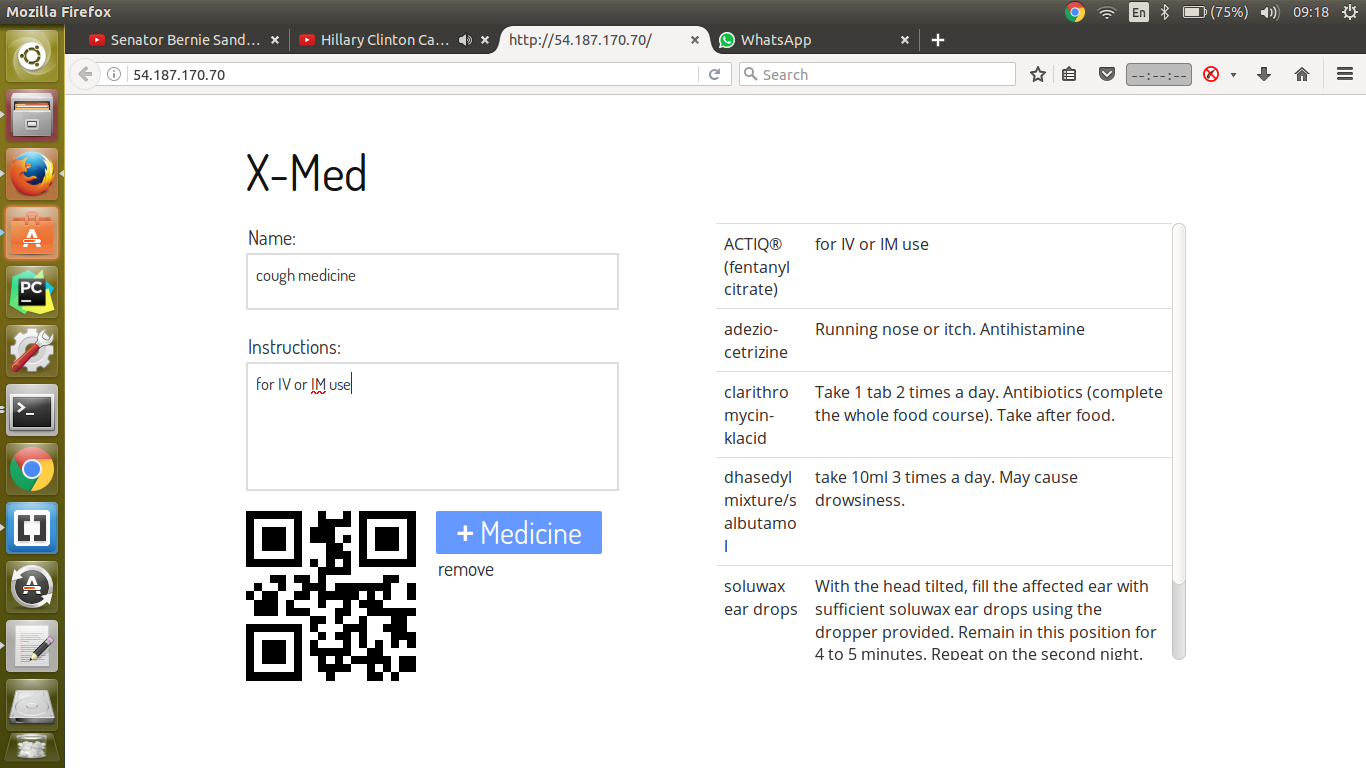 Mozilla Firefox
En
(75%)
09:18
Senator Bernie Sand...
Hillary Clinton Ca...
http://54.187.170.70/
WhatsApp
54.187.170.70
Search
--:--:--
X-Med
Name:
cough medicine
Instructions:
for IV or IM use
+ Medicine
remove
ACTIQ®
(fentanyl
citrate)
for IV or IM use
adezio-
cetrizine
Running nose or itch. Antihistamine
clarithro
mycin-
klacid
Take 1 tab 2 times a day. Antibiotics (complete
the whole food course). Take after food.
dhasedyl
mixture/s
albutamo
l
take 10ml 3 times a day. May cause
drowsiness.
soluwax
ear drops
With the head tilted, fill the affected ear with
sufficient soluwax ear drops using the
dropper provided. Remain in this position for
4 to 5 minutes. Repeat on the second night.
PC